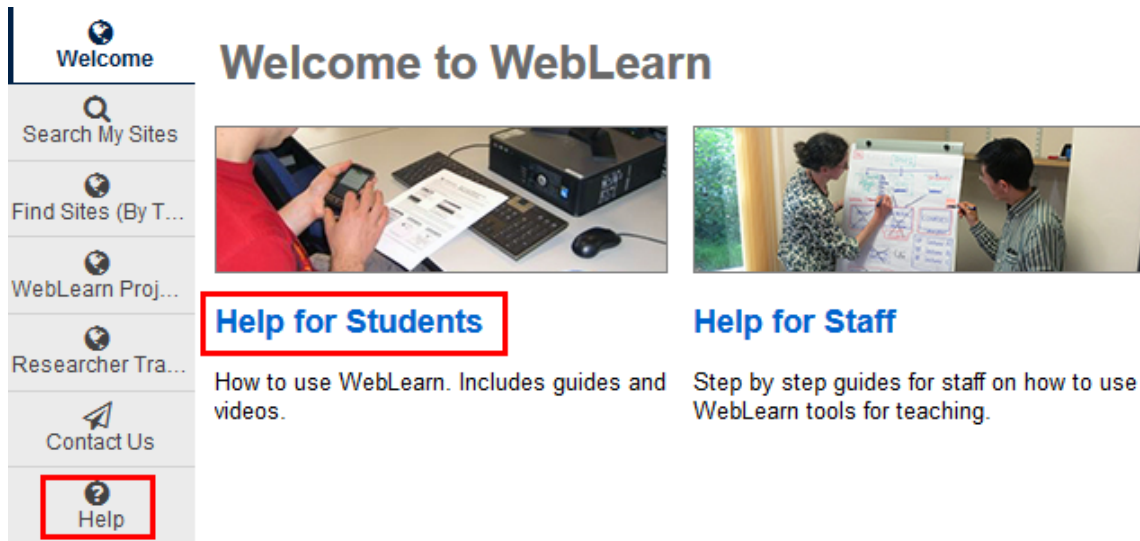 Welcome
Search My Sites
Find Sites (By T...
WebLearn Proj...
Researcher Tra...
Contact Us
Help
Welcome to WebLearn
Help for Students
How to use WebLearn. Includes guides and
videos.
Help for Staff
Step by step guides for staff on how to use
WebLearn tools for teaching.